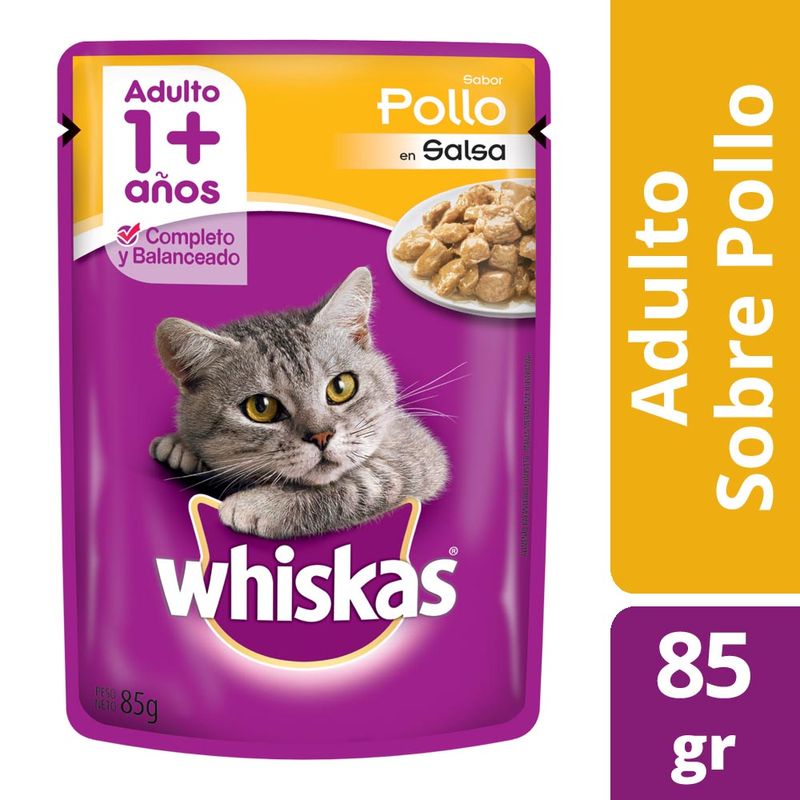 Adulto
1+
años
Completo
y Balanceado
Sabor
Pollo
en Salsa
whiskas®
PESO
NETO 85g
Adulto
Sobre Pollo
85
gr